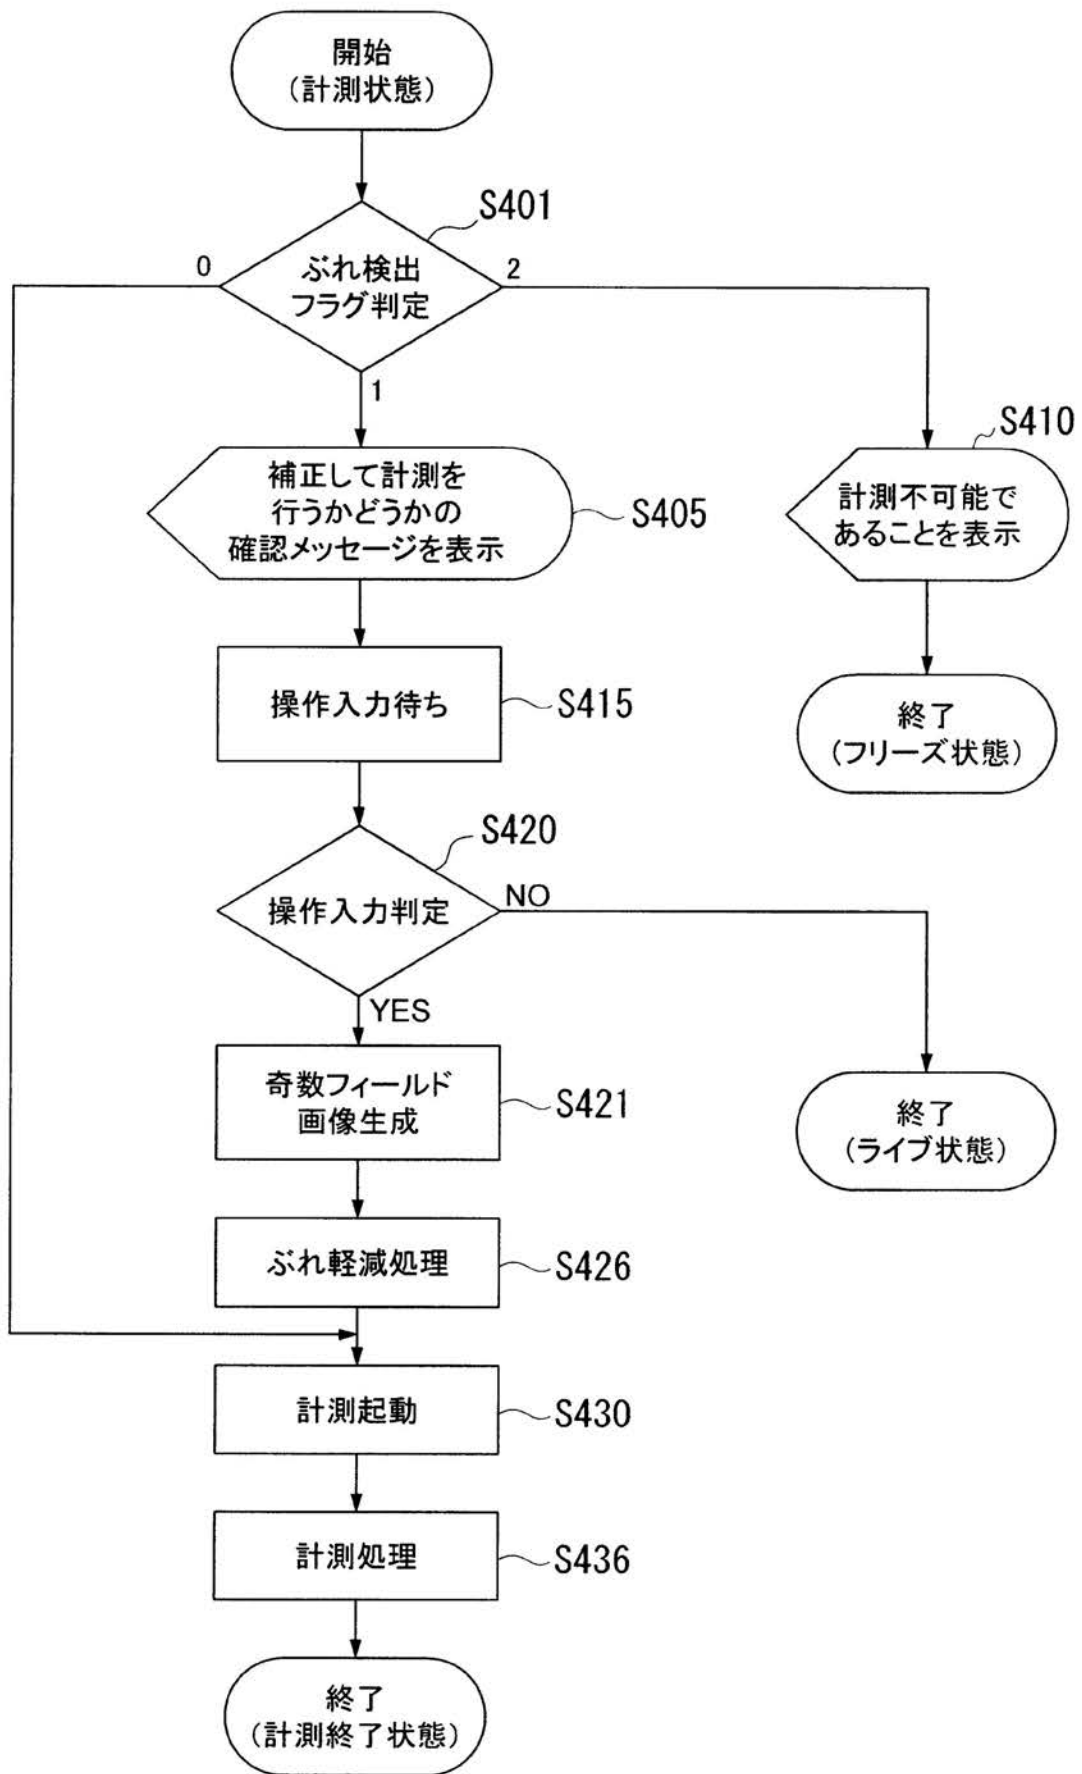 開始
(計測状態)
S401
0
ぶれ検出
フラグ判定
2
1
S410
補正して計測を
行うかどうかの
確認メッセージを表示
S405
計測不可能で
あることを表示
操作入力待ち
S415
終了
(フリーズ状態)
S420
操作入力判定
NO
YES
奇数フィールド
画像生成
S421
終了
(ライブ状態)
ぶれ軽減処理
S426
計測起動
S430
計測処理
S436
終了
(計測終了状態)